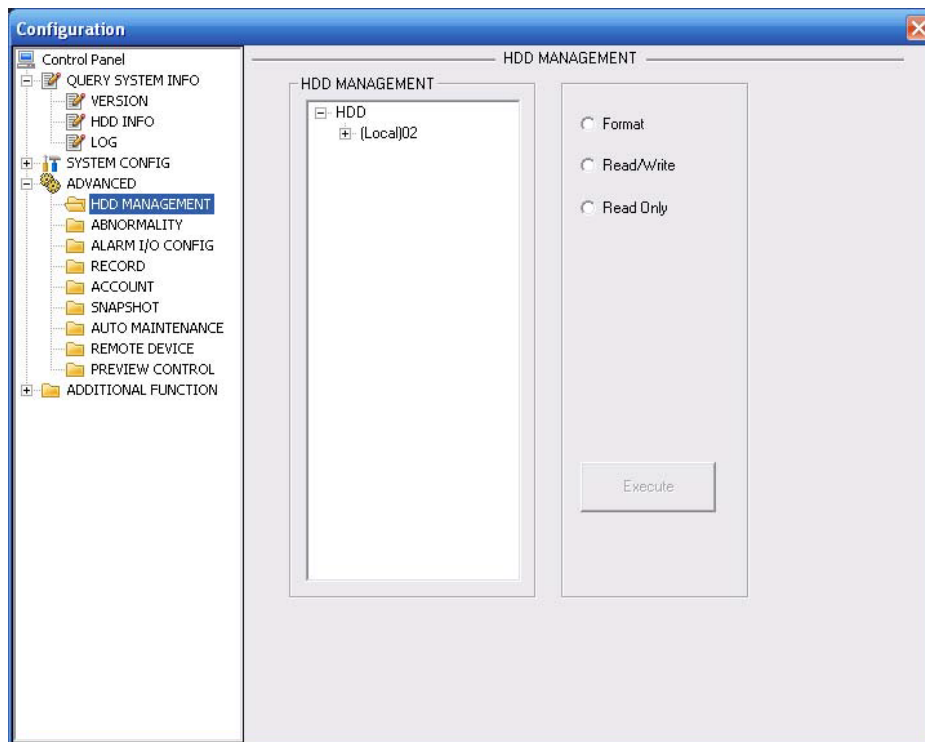 Configuration
Control Panel
QUERY SYSTEM INFO
VERSION
HDD INFO
LOG
SYSTEM CONFIG
ADVANCED
HDD MANAGEMENT
ABNORMALITY
ALARM I/O CONFIG
RECORD
ACCOUNT
SNAPSHOT
AUTO MAINTENANCE
REMOTE DEVICE
PREVIEW CONTROL
ADDITIONAL FUNCTION
HDD MANAGEMENT
HDD MANAGEMENT
HDD
(Local)02
Format
Read/Write
Read Only
Execute